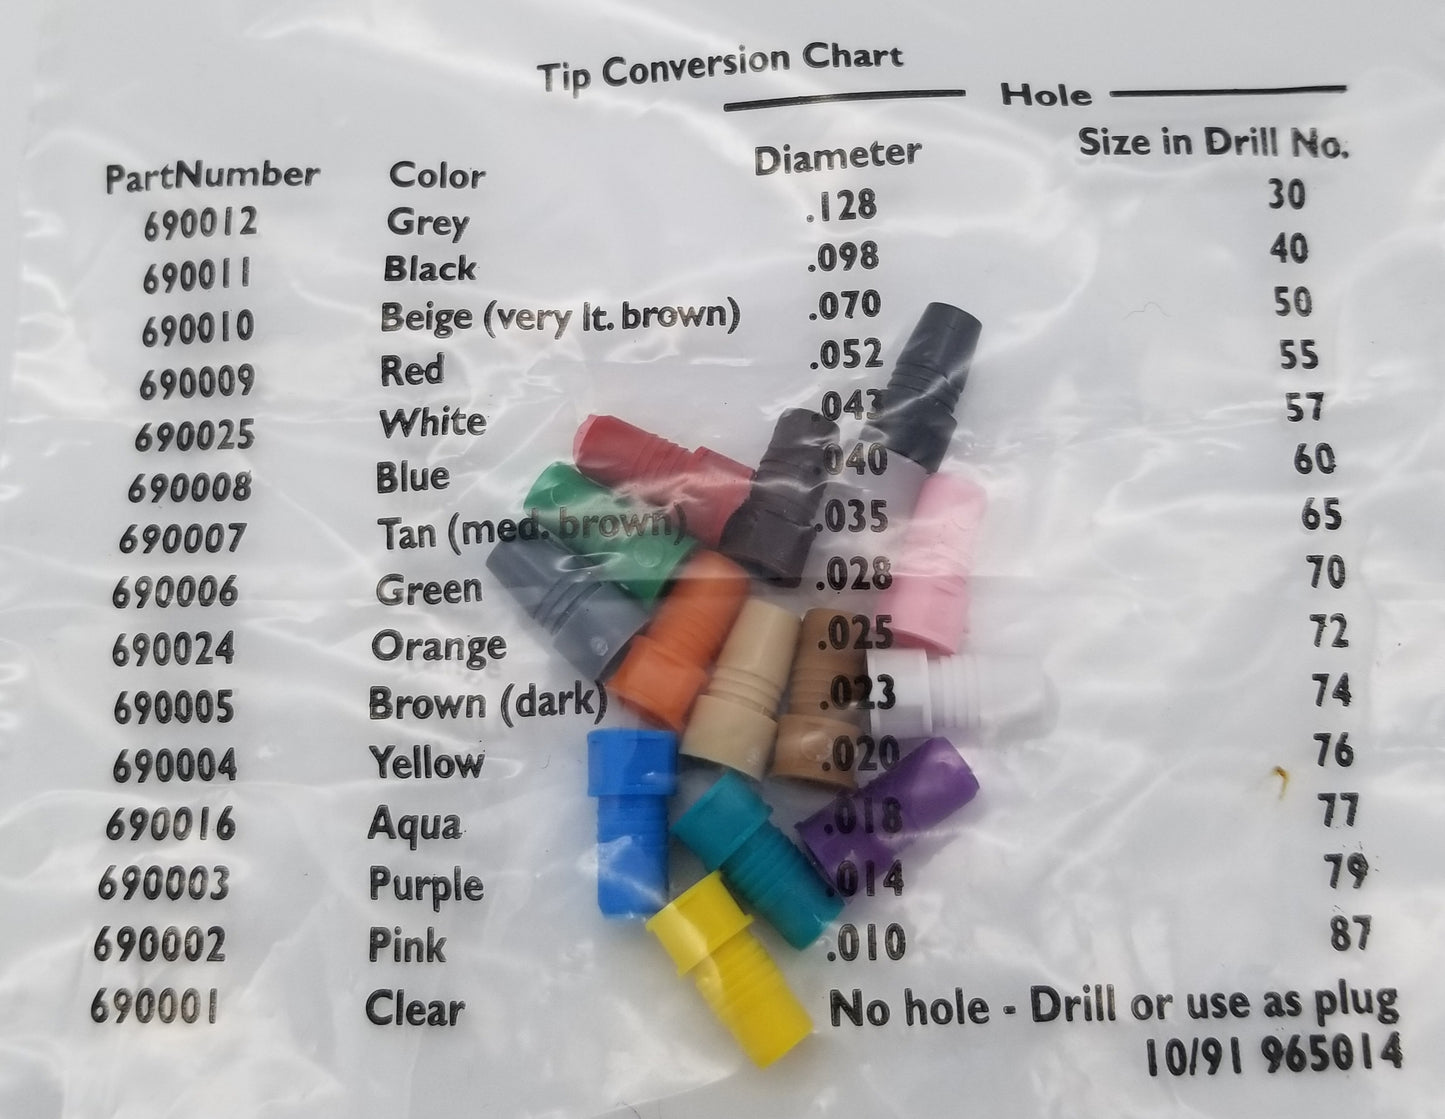 Tip Conversion Chart
Hole
PartNumber Color Diameter Size in Drill No.
690012 Grey .128 30
690011 Black .098 40
690010 Beige (very lt. brown) .070 50
690009 Red .052 55
690025 White .043 57
690008 Blue .040 60
690007 Tan (med. brown) .035 65
690006 Green .028 70
690024 Orange .025 72
690005 Brown (dark) .023 74
690004 Yellow .020 76
690016 Aqua .018 77
690003 Purple .014 79
690002 Pink .010 87
690001 Clear No hole - Drill or use as plug
10/91 965014